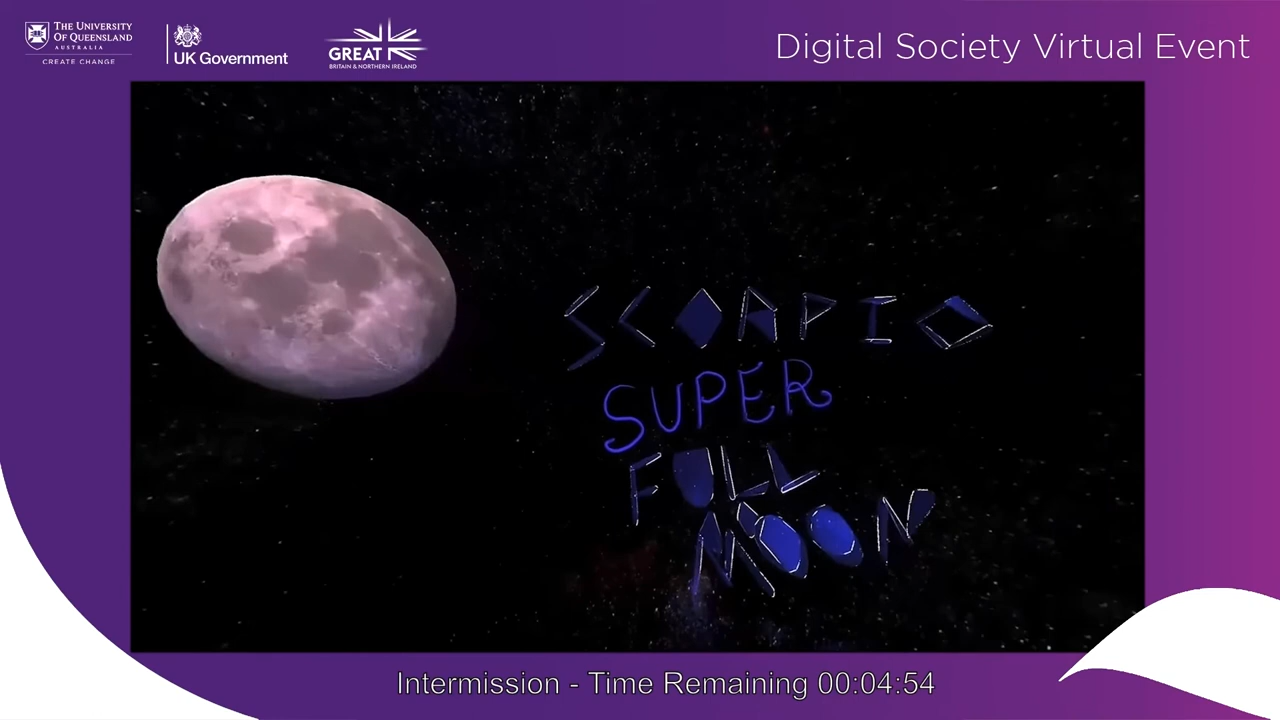 THE UNIVERSITY
OF QUEENSLAND
AUSTRALIA
CREATE CHANGE
UK Government
GREAT
BRITAIN & NORTHERN IRELAND
Digital Society Virtual Event
SCORPIO
SUPER
FULL
MOON
Intermission - Time Remaining 00:04:54